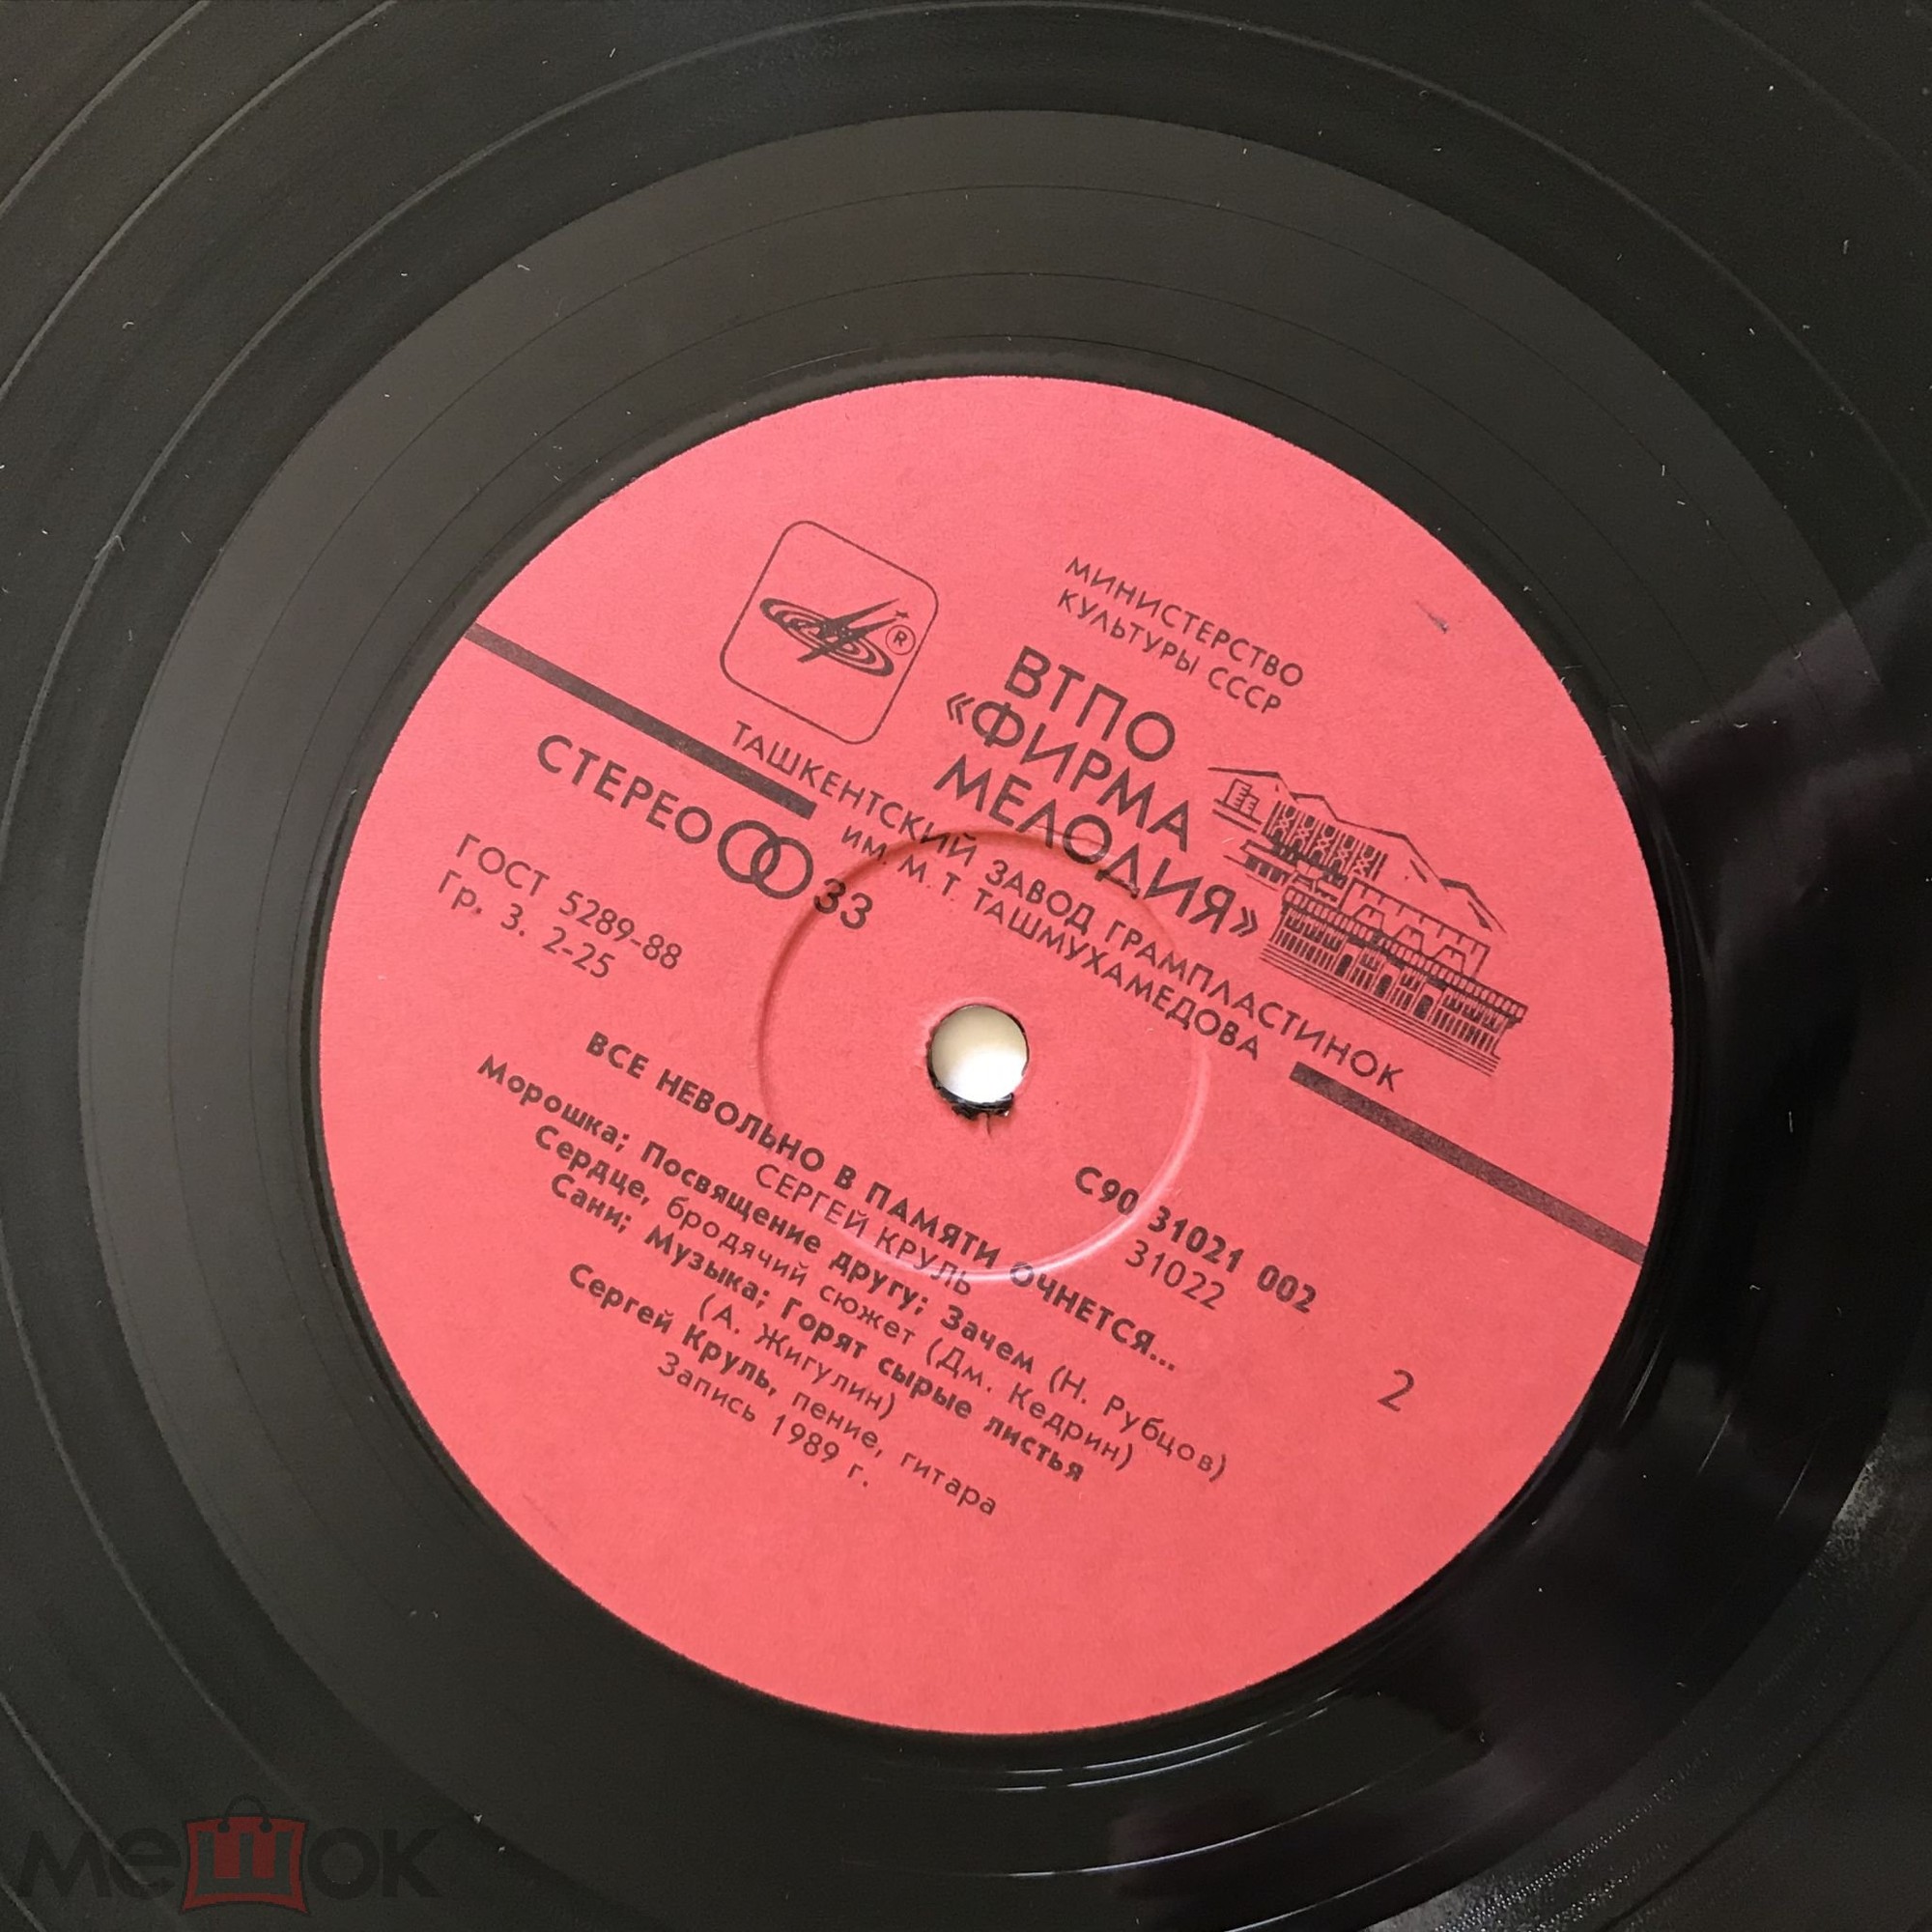 МИНИСТЕРСТВО
КУЛЬТУРЫ СССР
ВТПО
«ФИРМА
МЕЛОДИЯ»
®
ТАШКЕНТСКИЙ ЗАВОД ГРАМПЛАСТИНОК
ИМ. М. Т. ТАШМУХАМЕДОВА
СТЕРЕО 33
ГОСТ 5289-88
Гр. 3. 2-25
С90 31021 002
31022
2
ВСЕ НЕВОЛЬНО В ПАМЯТИ ОЧНЕТСЯ...
СЕРГЕЙ КРУЛЬ
Морошка; Посвящение другу; Зачем (Н. Рубцов)
Сердце, бродячий сюжет (Дм. Кедрин)
Сани; Музыка; Горят сырые листья
(А. Жигулин)
Сергей Круль, пение, гитара
Запись 1989 г.
мешок